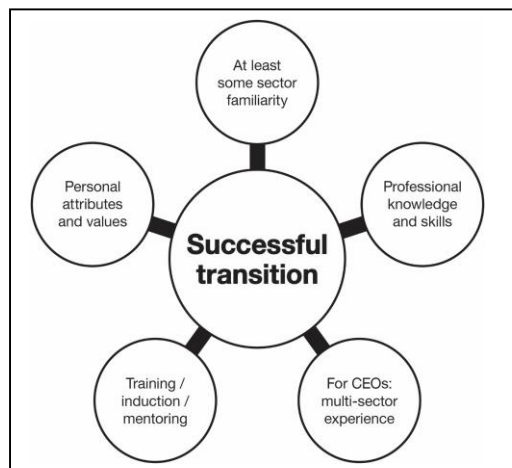 At least
some sector
familiarity
Personal
attributes
and values
Professional
knowledge
and skills
Successful
transition
Training /
induction /
mentoring
For CEOs:
multi-sector
experience